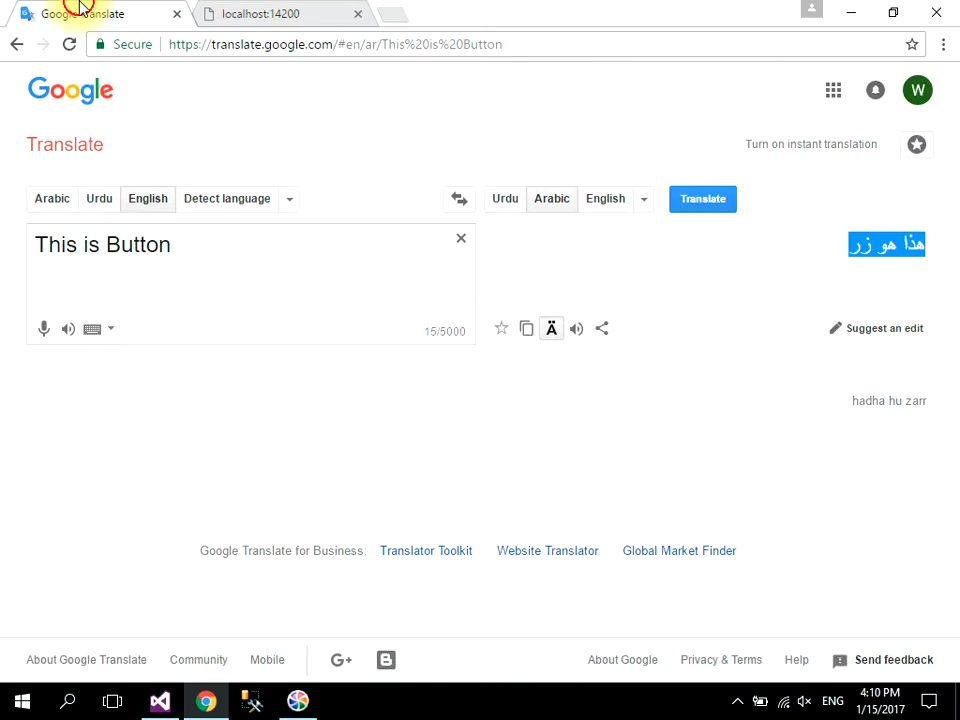 Google Translate
localhost:14200
Secure
https://translate.google.com/#en/ar/This%20is%20Button
Google
W
Translate
Turn on instant translation
Arabic Urdu English Detect language
Urdu Arabic English Translate
This is Button
هذا هو زر
15/5000
Ä
Suggest an edit
hadha hu zarr
Google Translate for Business: Translator Toolkit Website Translator Global Market Finder
About Google Translate Community Mobile G+ B
About Google Privacy & Terms Help Send feedback
ENG
4:10 PM
1/15/2017